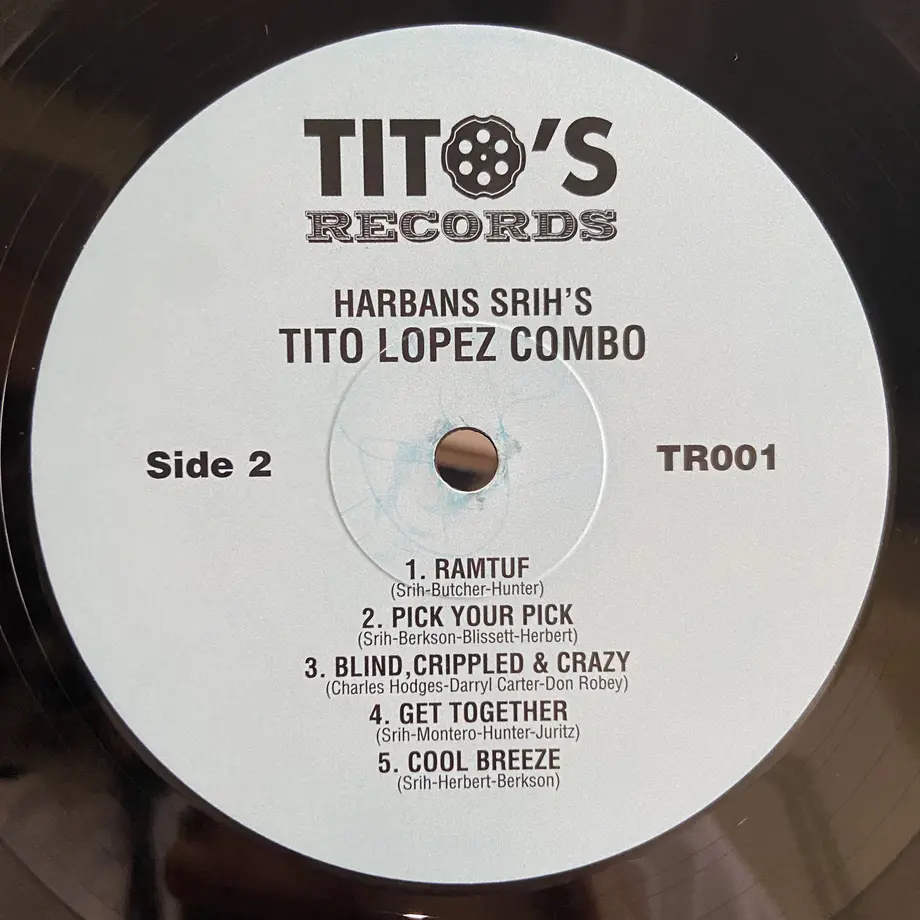 TITO'S
RECORDS
HARBANS SRIH'S
TITO LOPEZ COMBO
Side 2
TR001
1. RAMTUF
(Srih-Butcher-Hunter)
2. PICK YOUR PICK
(Srih-Berkson-Blissett-Herbert)
3. BLIND,CRIPPLED & CRAZY
(Charles Hodges-Darryl Carter-Don Robey)
4. GET TOGETHER
(Srih-Montero-Hunter-Juritz)
5. COOL BREEZE
(Srih-Herbert-Berkson)